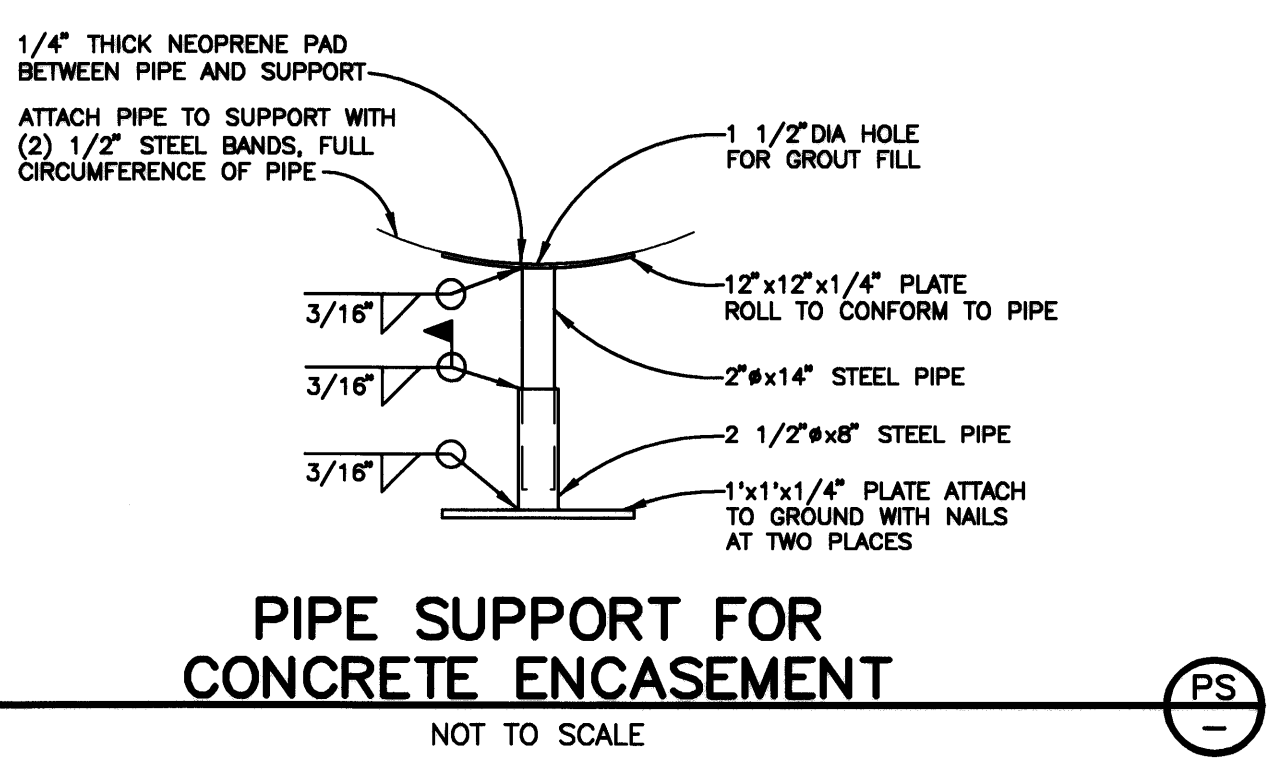 1/4" THICK NEOPRENE PAD
BETWEEN PIPE AND SUPPORT
ATTACH PIPE TO SUPPORT WITH
(2) 1/2" STEEL BANDS, FULL
CIRCUMFERENCE OF PIPE
1 1/2"DIA HOLE
FOR GROUT FILL
12"x12"x1/4" PLATE
ROLL TO CONFORM TO PIPE
3/16"
3/16"
2"øx14" STEEL PIPE
2 1/2"øx8" STEEL PIPE
3/16"
1'x1'x1/4" PLATE ATTACH
TO GROUND WITH NAILS
AT TWO PLACES
PIPE SUPPORT FOR
CONCRETE ENCASEMENT
NOT TO SCALE
PS
–